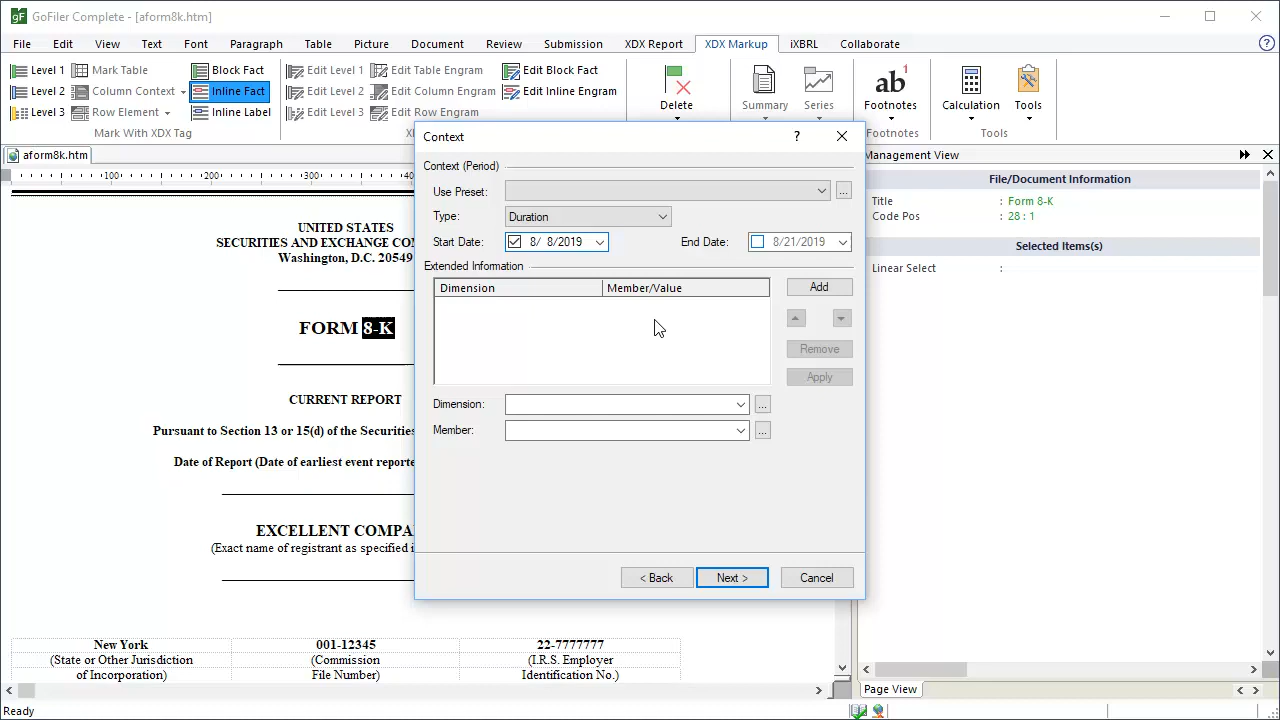 GoFiler Complete - [aform8k.htm]
File Edit View Text Font Paragraph Table Picture Document Review Submission XDX Report XDX Markup iXBRL Collaborate
Level 1 Mark Table Block Fact Edit Level 1 Edit Table Engram Edit Block Fact
Level 2 Column Context Inline Fact Edit Level 2 Edit Column Engram Edit Inline Engram
Level 3 Row Element Inline Label Edit Level 3 Edit Row Engram
Delete Summary Series Footnotes Calculation Tools
Mark With XDX Tag Footnotes Tools
aform8k.htm
Context
Context (Period)
Use Preset: ...
Type: Duration
Start Date: 8/ 8/2019 End Date: 8/21/2019
Extended Information
Dimension Member/Value
Add
Remove
Apply
Dimension: ...
Member: ...
< Back Next > Cancel
Management View
File/Document Information
Title : Form 8-K
Code Pos : 28 : 1
Selected Items(s)
Linear Select :
Page View
100 200 300
UNITED STATES
SECURITIES AND EXCHANGE
Washington, D.C. 20549
FORM 8-K
CURRENT REPORT
Pursuant to Section 13 or 15(d) of the Securities
Date of Report (Date of earliest event
EXCELLENT
(Exact name of registrant as specified
New York 001-12345 22-7777777
(State or Other Jurisdiction (Commission (I.R.S. Employer
of Incorporation) File Number) Identification No.)
Ready